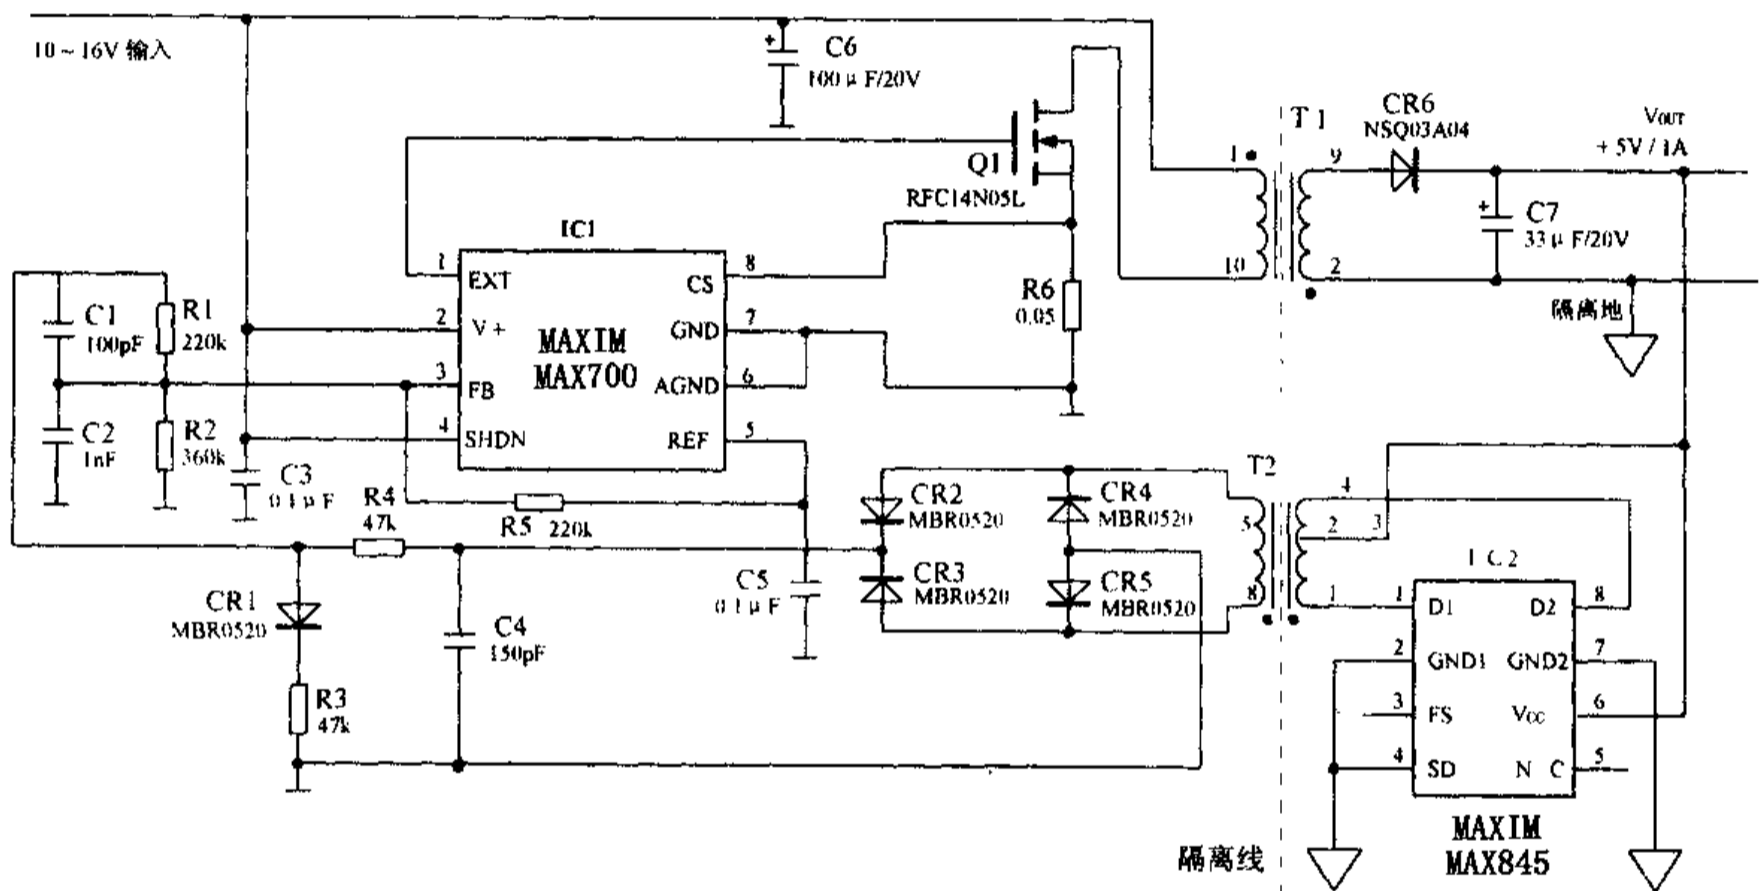 10~16V 输入
C6
100μF/20V
Q1
RFC14N05L
T1
1
10
9
2
CR6
NSQ03A04
VOUT
+5V/1A
C7
33μF/20V
隔离地
IC1
1
EXT
2
V+
3
FB
4
SHDN
MAXIM
MAX700
CS
8
GND
7
AGND
6
REF
5
R6
0.05
C1
100pF
R1
220k
C2
1nF
R2
360k
C3
0.1μF
R4
47k
R5 220k
C5
0.1μF
CR1
MBR0520
R3
47k
C4
150pF
CR2
MBR0520
CR3
MBR0520
CR4
MBR0520
CR5
MBR0520
T2
5
8
4
2 3
1
IC2
1
D1
2
GND1
3
FS
4
SD
D2
8
GND2
7
Vcc
6
N C
5
MAXIM
MAX845
隔离线